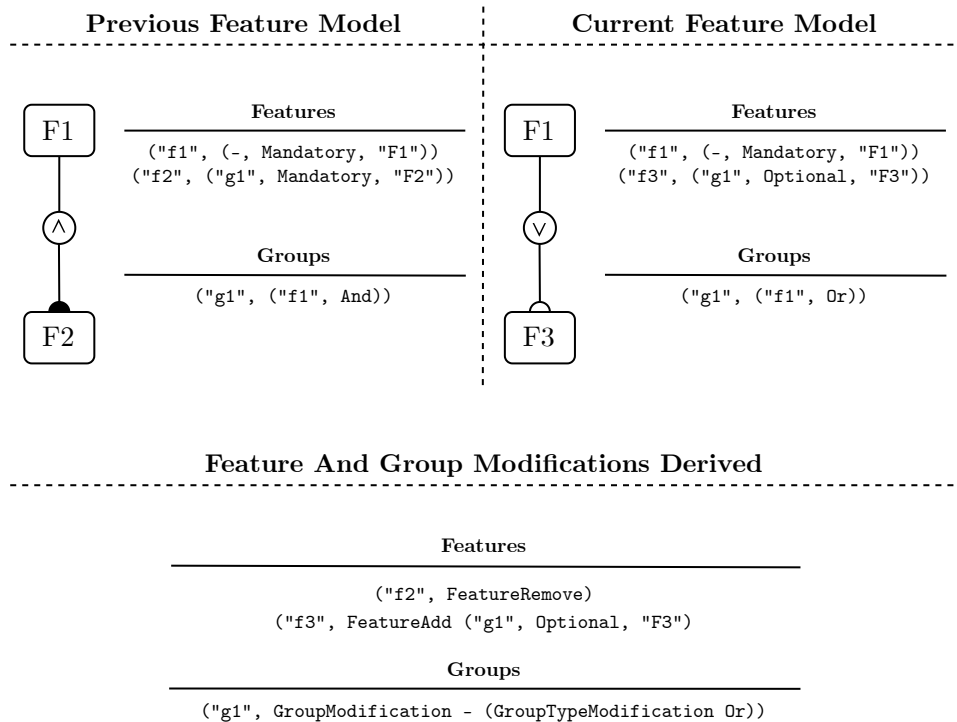 Previous Feature Model
F1
Features
("f1", (-, Mandatory, "F1"))
("f2", ("g1", Mandatory, "F2"))
∧
Groups
("g1", ("f1", And))
F2
Current Feature Model
F1
Features
("f1", (-, Mandatory, "F1"))
("f3", ("g1", Optional, "F3"))
∨
Groups
("g1", ("f1", Or))
F3
Feature And Group Modifications Derived
Features
("f2", FeatureRemove)
("f3", FeatureAdd ("g1", Optional, "F3")
Groups
("g1", GroupModification - (GroupTypeModification Or))